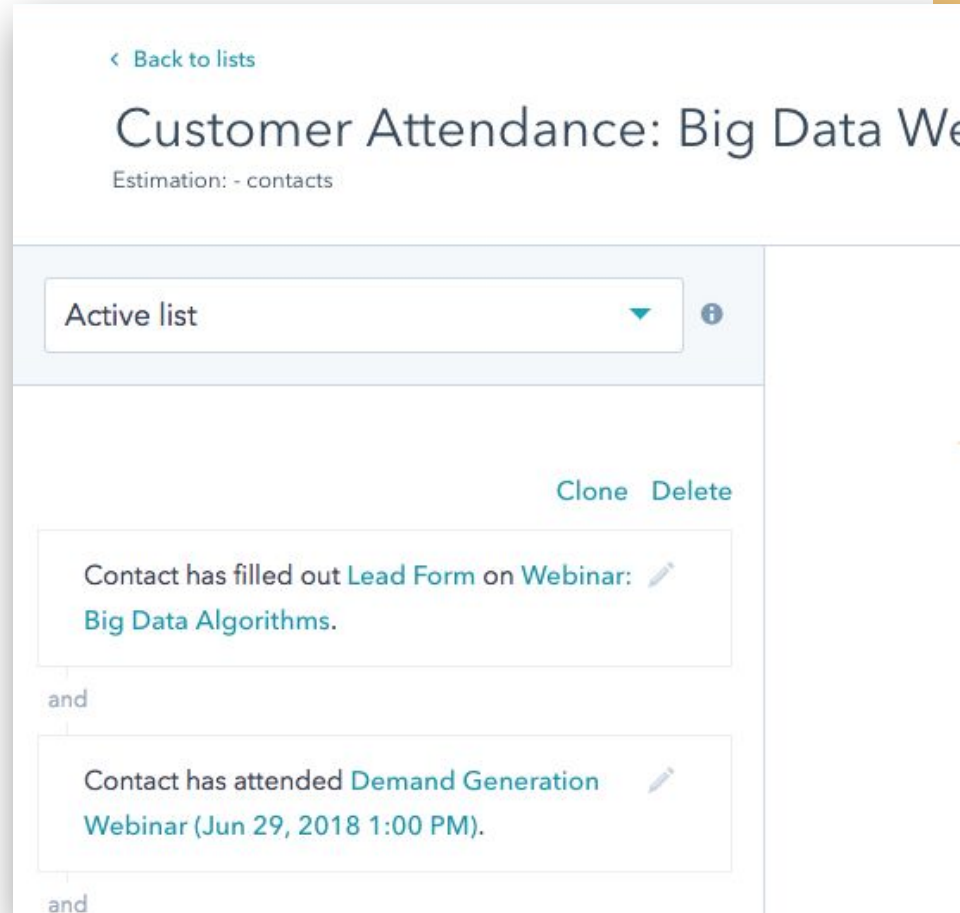 Back to lists
Customer Attendance: Big Data We
Estimation: - contacts
Active list
Clone Delete
Contact has filled out Lead Form on Webinar:
Big Data Algorithms.
and
Contact has attended Demand Generation
Webinar (Jun 29, 2018 1:00 PM).
and